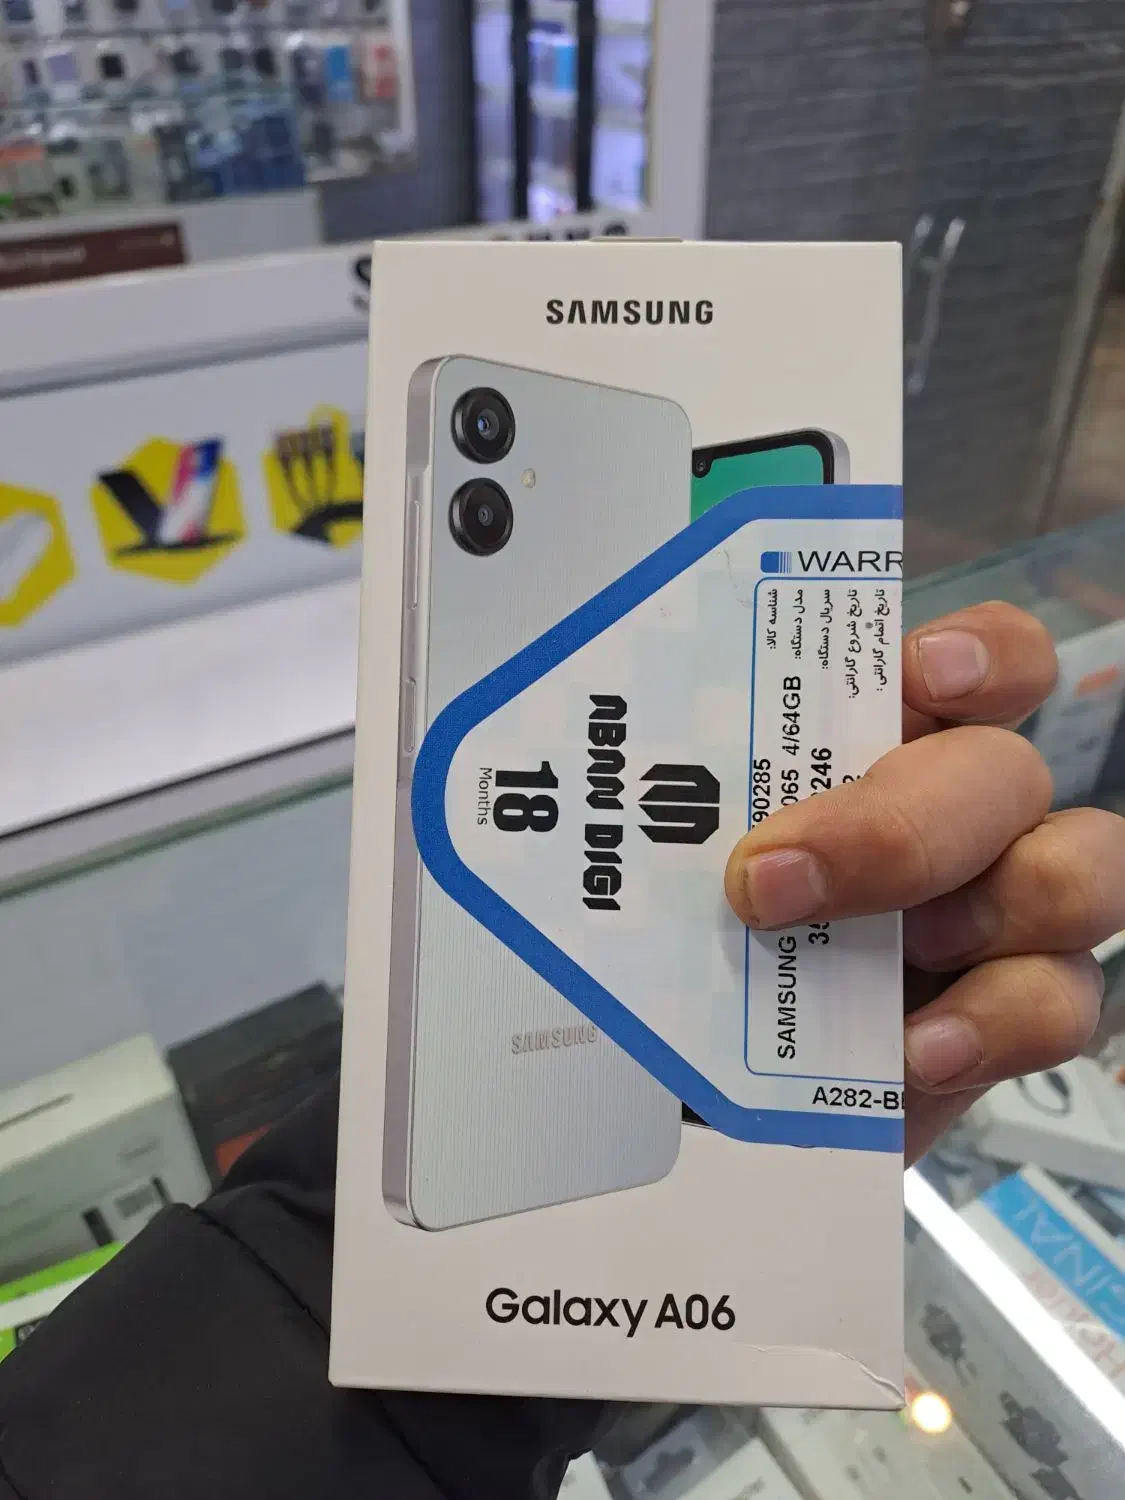 SAMSUNG
WARR
شناسه کالا:
مدل دستگاه:
سریال دستگاه:
تاریخ شروع گارانتی:
تاریخ اتمام گارانتی:
90285
SAMSUNG 065 4/64GB
35 246
ABAN DIGI
18
Months
A282-B
SAMSUNG
Galaxy A06